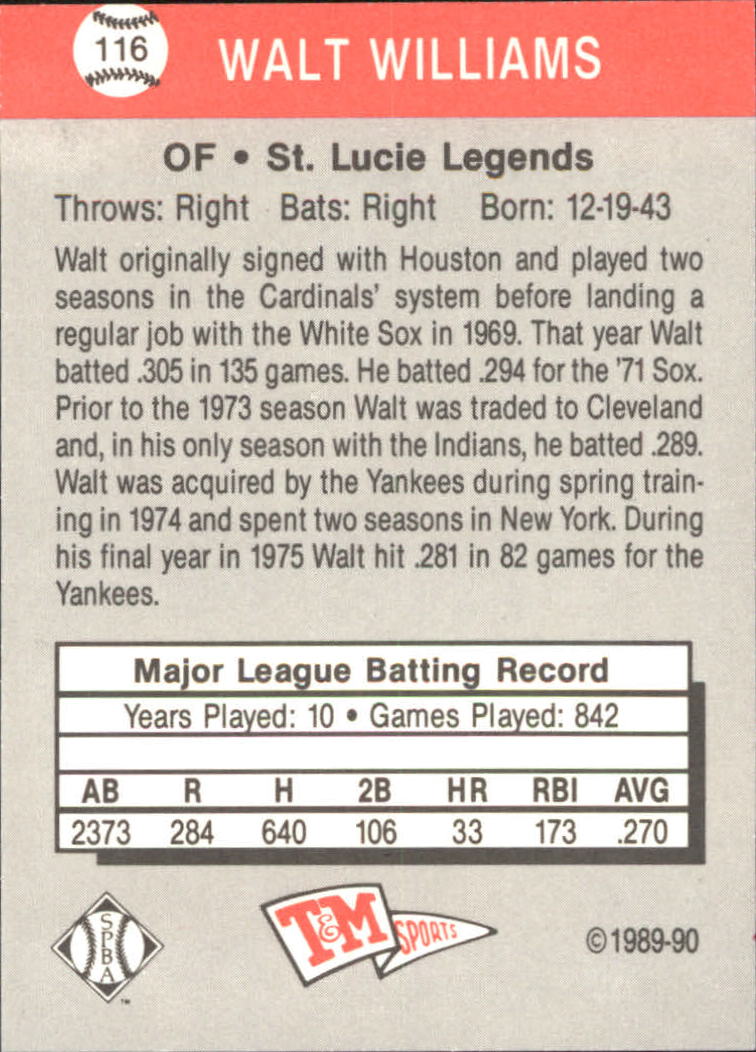 116
WALT WILLIAMS
OF • St. Lucie Legends
Throws: Right Bats: Right Born: 12-19-43
Walt originally signed with Houston and played two
seasons in the Cardinals' system before landing a
regular job with the White Sox in 1969. That year Walt
batted .305 in 135 games. He batted .294 for the '71 Sox.
Prior to the 1973 season Walt was traded to Cleveland
and, in his only season with the Indians, he batted .289.
Walt was acquired by the Yankees during spring train-
ing in 1974 and spent two seasons in New York. During
his final year in 1975 Walt hit .281 in 82 games for the
Yankees.
Major League Batting Record
Years Played: 10 • Games Played: 842
AB R H 2B HR RBI AVG
2373 284 640 106 33 173 .270
SPBA
™
T&M
SPORTS
©1989-90